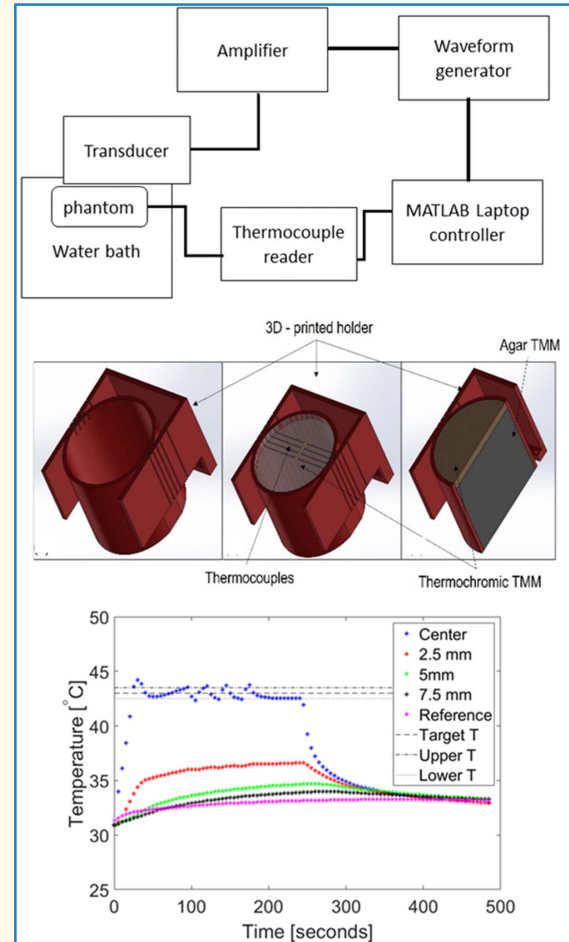 Amplifier
Waveform
generator
Transducer
phantom
Water bath
Thermocouple
reader
MATLAB Laptop
controller
3D - printed holder
Agar TMM
Thermocouples
Thermochromic TMM
50
45
40
35
30
25
Temperature [°C]
Center
2.5 mm
5mm
7.5 mm
Reference
Target T
Upper T
Lower T
0
100
200
300
400
500
Time [seconds]